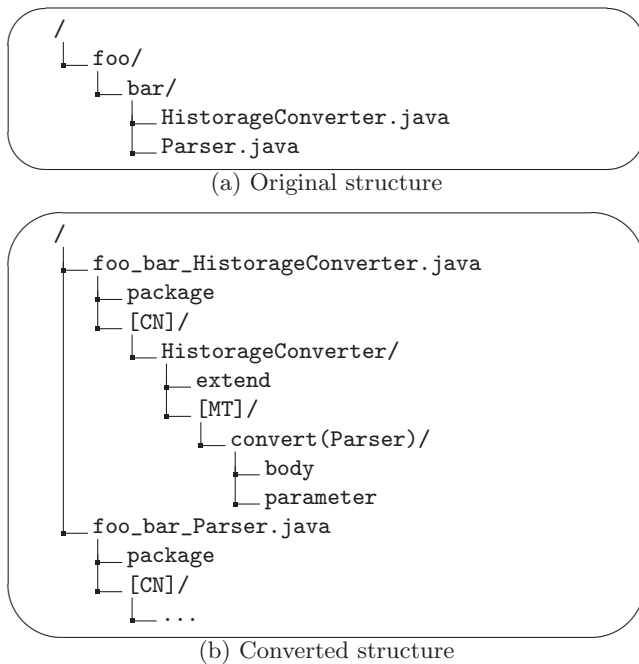 /
foo/
bar/
HistorageConverter.java
Parser.java
(a) Original structure
/
foo_bar_HistorageConverter.java
package
[CN]/
HistorageConverter/
extend
[MT]/
convert(Parser)/
body
parameter
foo_bar_Parser.java
package
[CN]/
...
(b) Converted structure